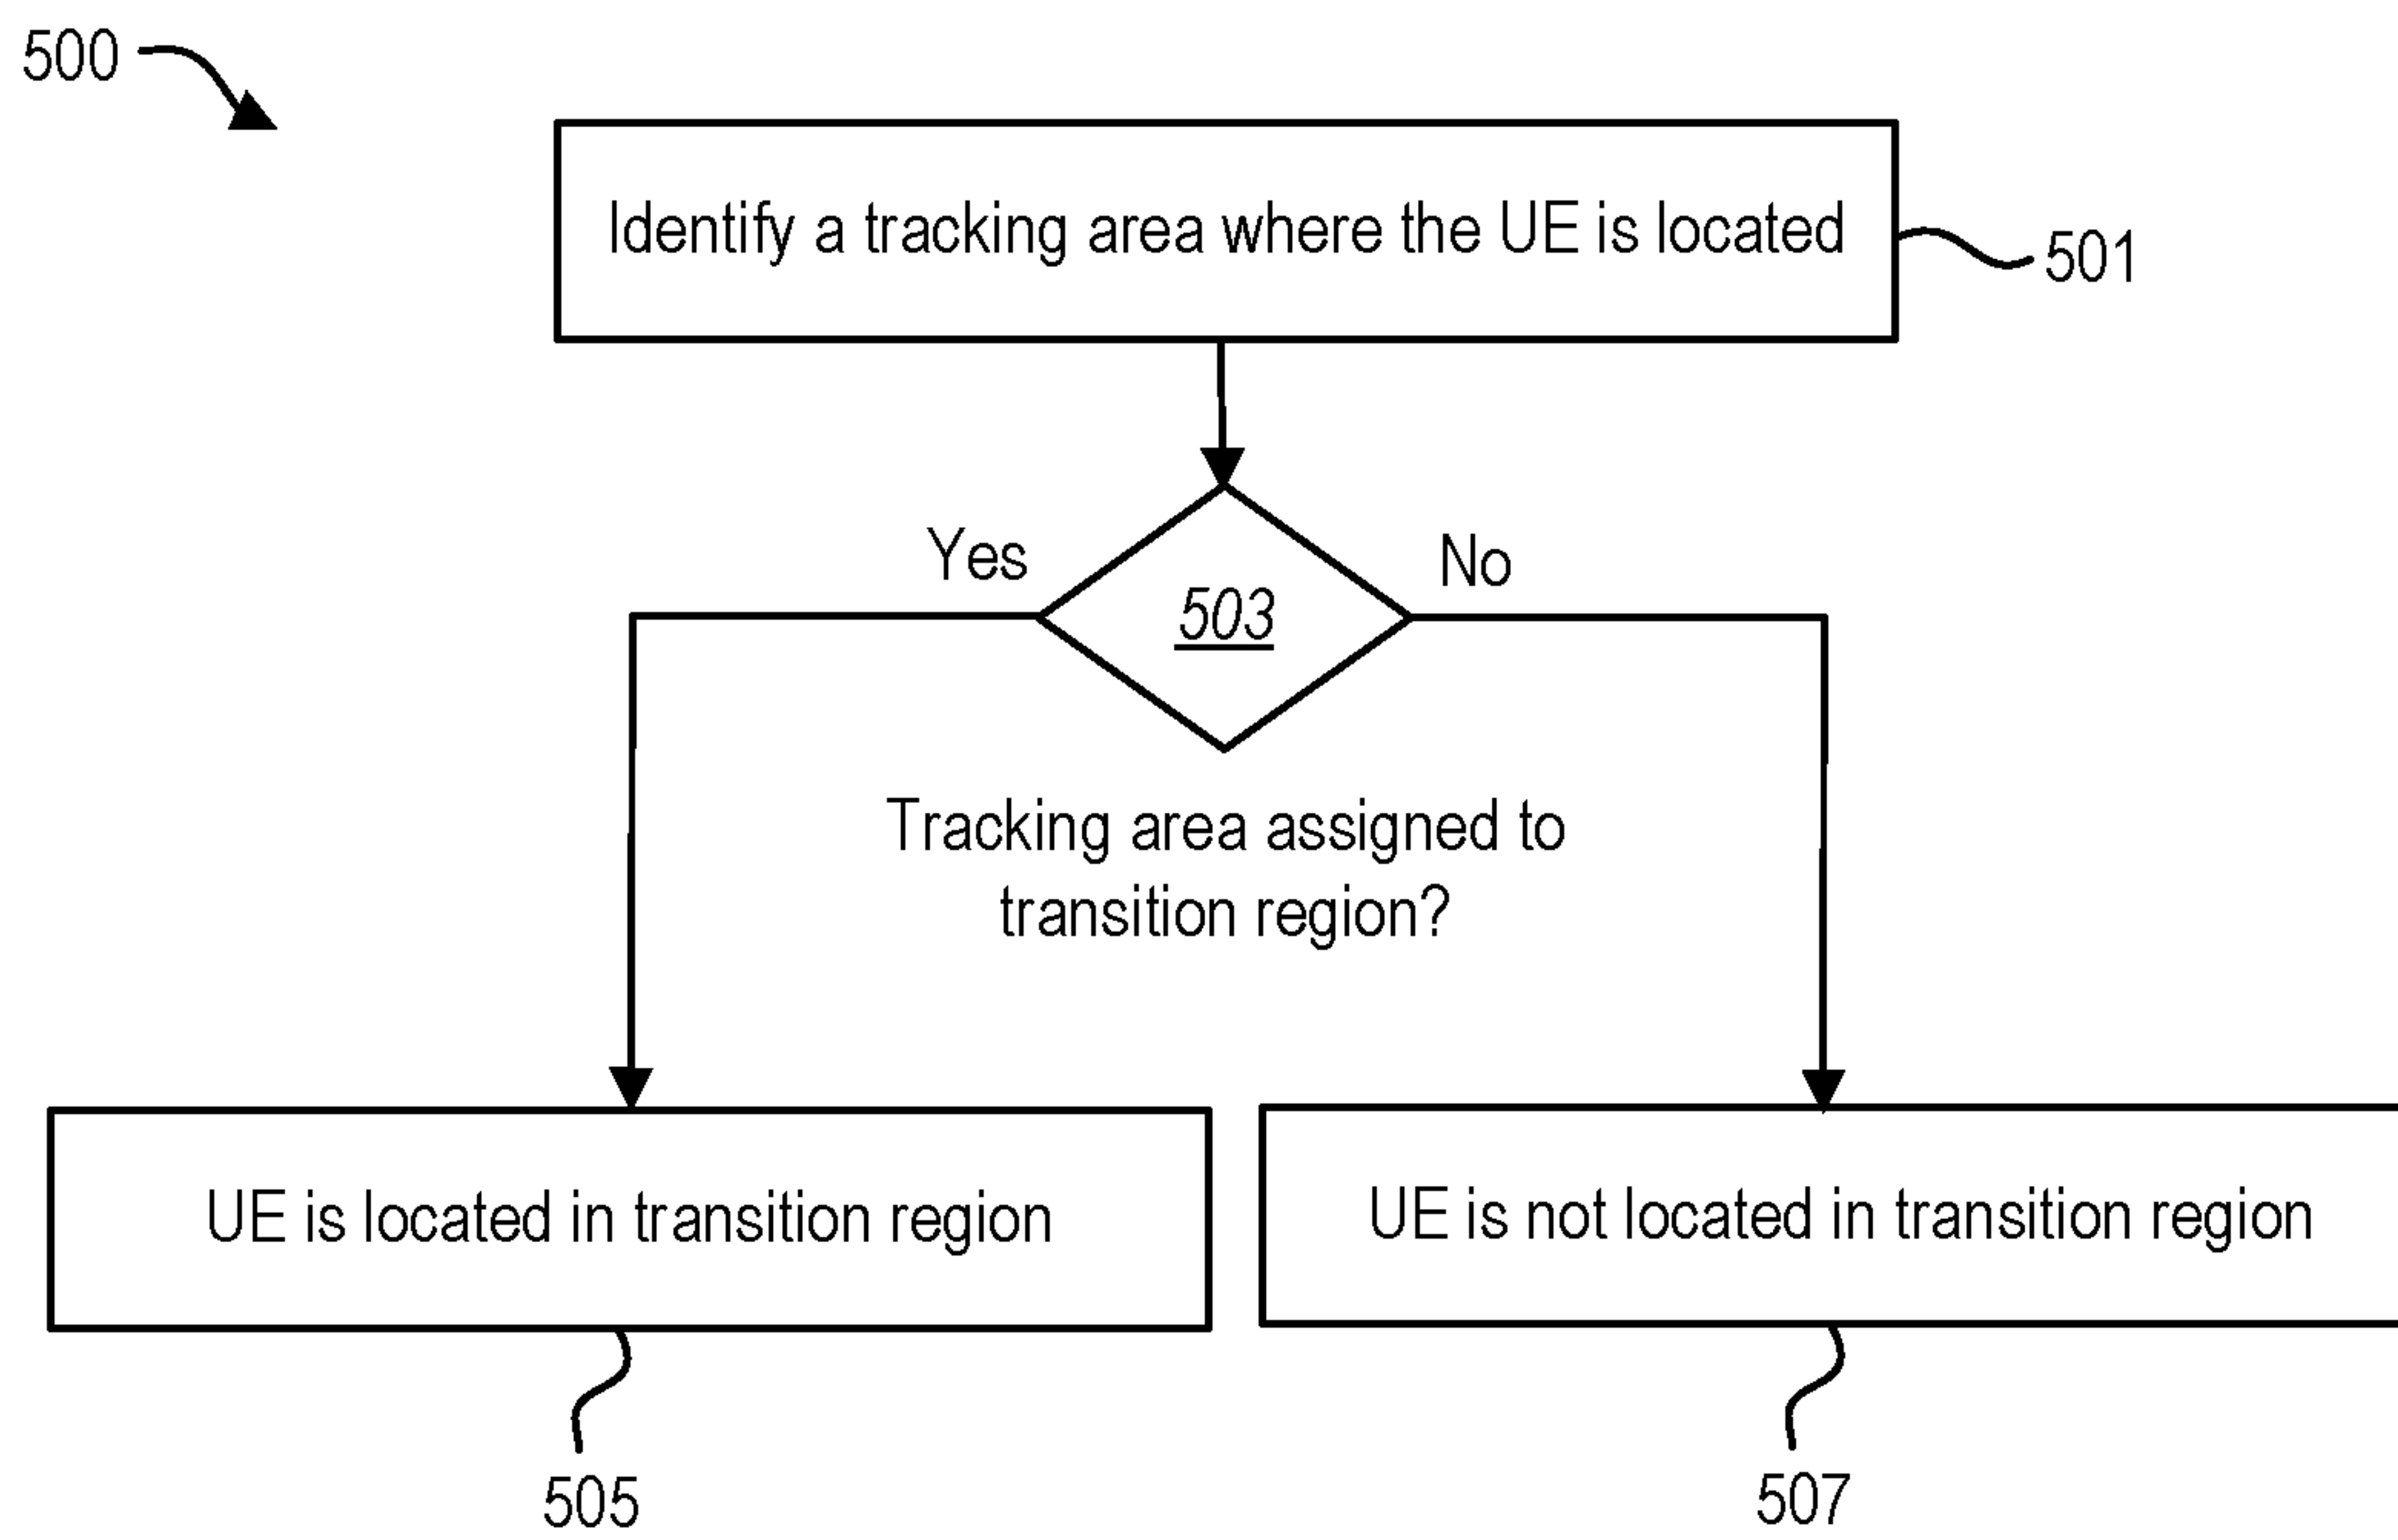 500
Identify a tracking area where the UE is located
501
Yes
No
503
Tracking area assigned to
transition region?
UE is located in transition region
UE is not located in transition region
505
507